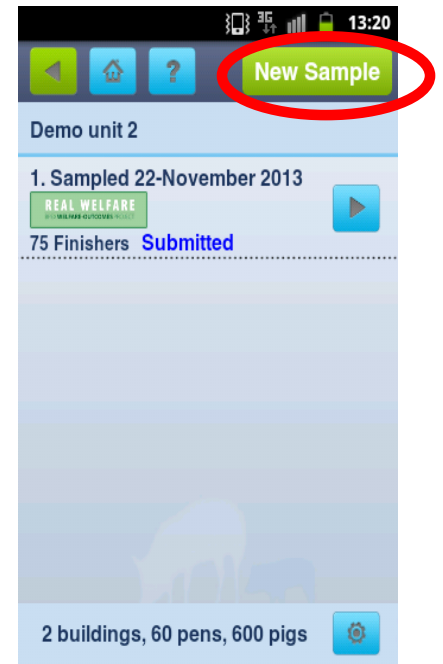 3G 13:20
? New Sample
Demo unit 2
1. Sampled 22-November 2013
REAL WELFARE
75 Finishers Submitted
2 buildings, 60 pens, 600 pigs